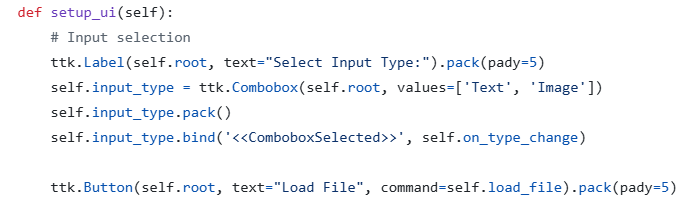 def setup_ui(self):
    # Input selection
    ttk.Label(self.root, text="Select Input Type:").pack(pady=5)
    self.input_type = ttk.Combobox(self.root, values=['Text', 'Image'])
    self.input_type.pack()
    self.input_type.bind('<<ComboboxSelected>>', self.on_type_change)

    ttk.Button(self.root, text="Load File", command=self.load_file).pack(pady=5)